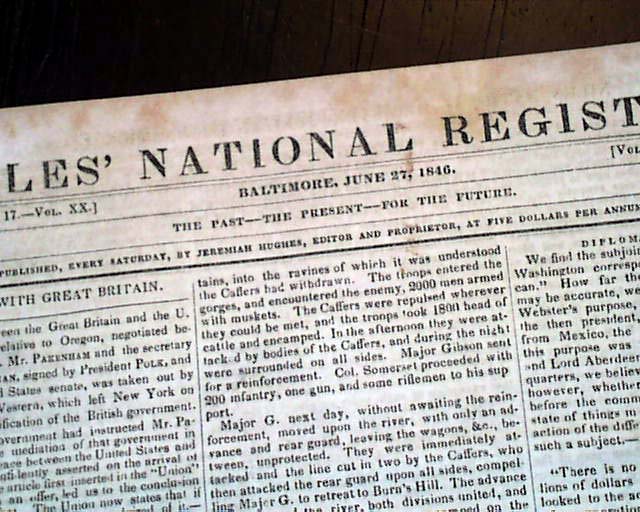 LES' NATIONAL REGIST
17.—VOL. XX.]
BALTIMORE, JUNE 27, 1846.
[VOL
THE PAST—THE PRESENT—FOR THE FUTURE.
PUBLISHED, EVERY SATURDAY, BY JEREMIAH HUGHES, EDITOR AND PROPRIETOR, AT FIVE DOLLARS PER ANNUM
WITH GREAT BRITAIN.
een the Great Britain and the U.
relative to Oregon, negotiated be-
Mr. PAKENHAM and the secretary
AN, signed by President POLK, and
States senate, was taken out by
Western, which left New York on
ification of the British government.
overnment had instructed Mr. Pa-
mediation of that government in
eace between the United States and
asserted on the arrival of
article first inserted in the "Union"
an offer, led us to the conclusion
The Union now states that if
tains, into the ravines of which it was understood
the Caffers had withdrawn. The troops entered the
gorges, and encountered the enemy, 2000 men armed
with muskets. The Caffers were repulsed wherever
they could be met, and the troops took 1800 head of
cattle and encamped. In the afternoon they were at-
tacked by bodies of the Caffers, and during the night
were surrounded on all sides. Major Gibson sent
for a reinforcement. Col. Somerset proceeded with
200 infantry, one gun, and some riflemen to his sup
port.
Major G. next day, without awaiting the rein-
forcement, moved upon the river, with only an ad-
vance and rear guard, leaving the wagons, &c., be-
tween, unprotected. They were immediately at-
tacked and the line cut in two by the Caffers, who
then attacked the rear guard upon all sides, compel-
ling Major G. to retreat to Burn's Hill. The advance
the river, both divisions united, and
on the
DIPLOM
We find the subjoin
Washington correspo
can." How far t
may be accurate, we
Webster's purpose,
the then president,
from Mexico, the
this purpose was
and Lord Aberdee
quarters, we believ
however, whethe
before the comm
state of things
action of the diff
such a subject.—
"There is no
lions of dollars
looked to the s